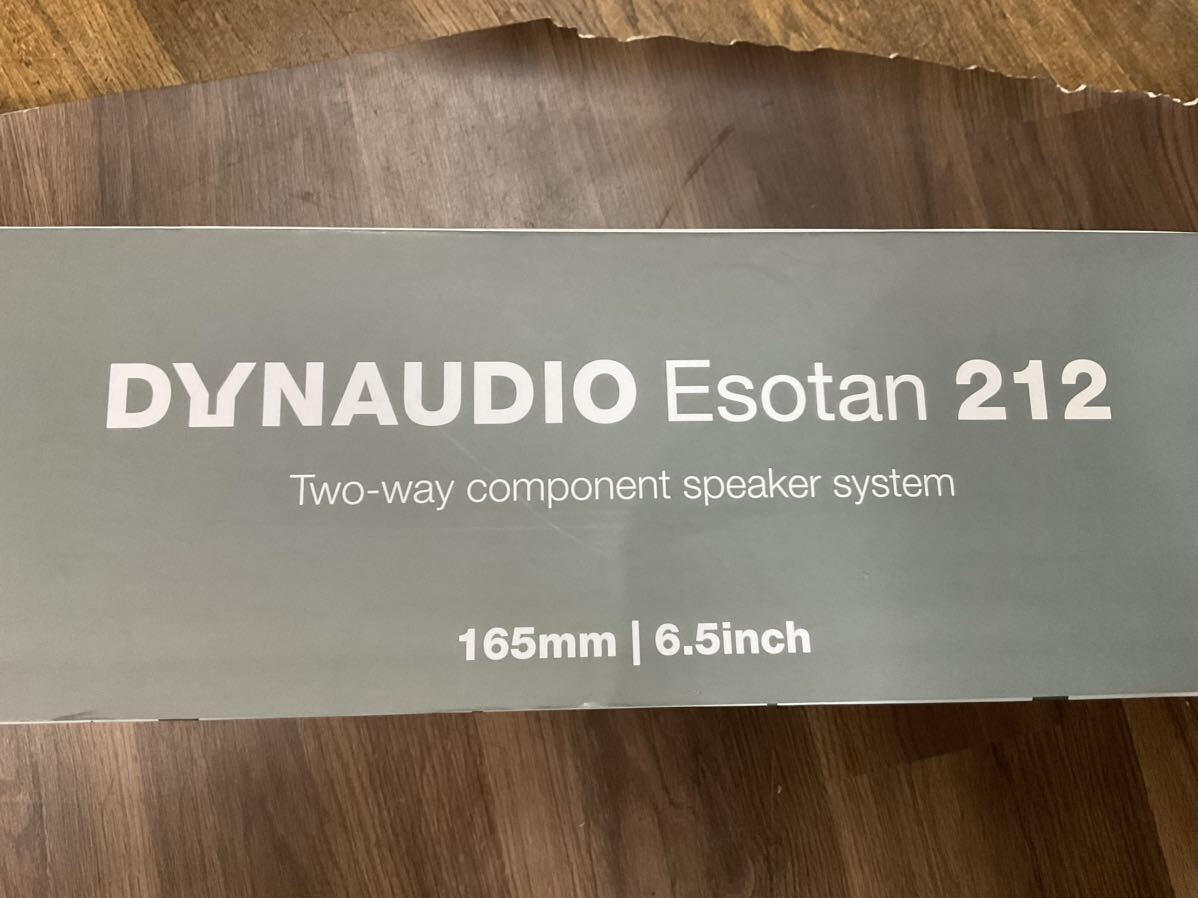 DYNAUDIO Esotan 212
Two-way component speaker system
165mm | 6.5inch